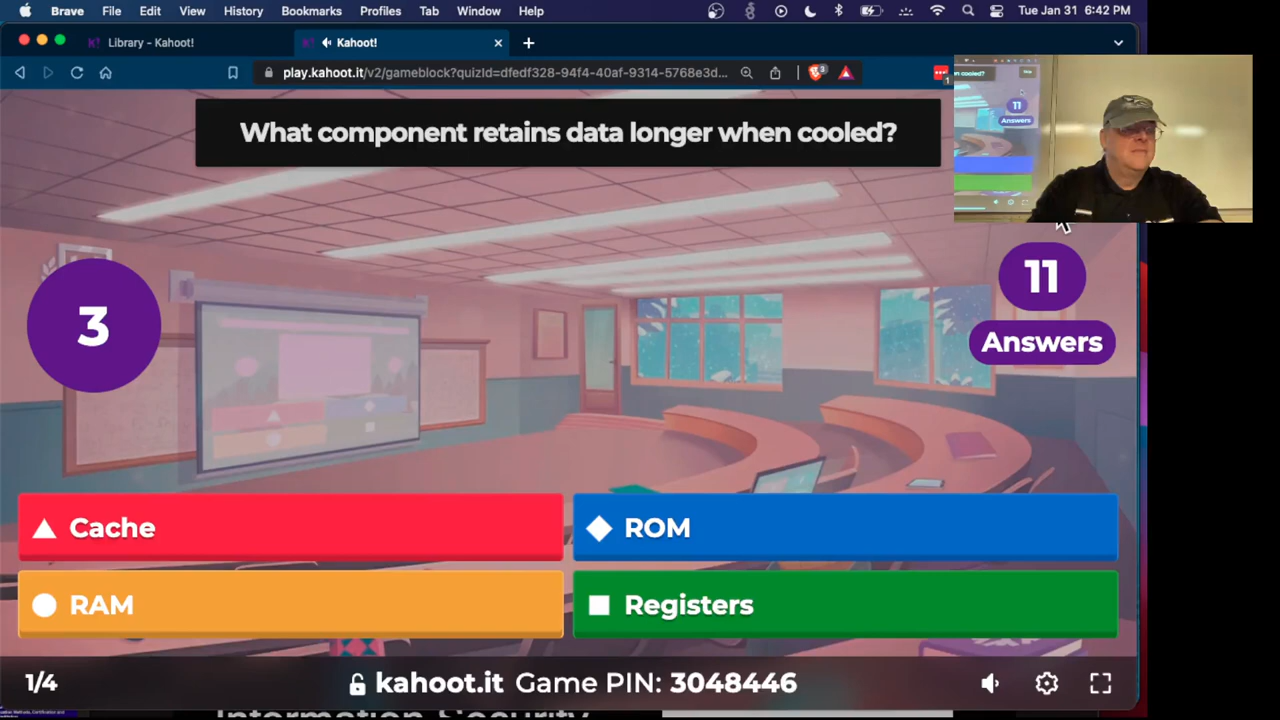 Brave File Edit View History Bookmarks Profiles Tab Window Help Tue Jan 31 6:42 PM
Library - Kahoot! Kahoot!
play.kahoot.it/v2/gameblock?quizId=dfedf328-94f4-40af-9314-5768e3d...
What component retains data longer when cooled?
3
11
Answers
11
Answers
Cache
ROM
RAM
Registers
1/4
kahoot.it Game PIN: 3048446